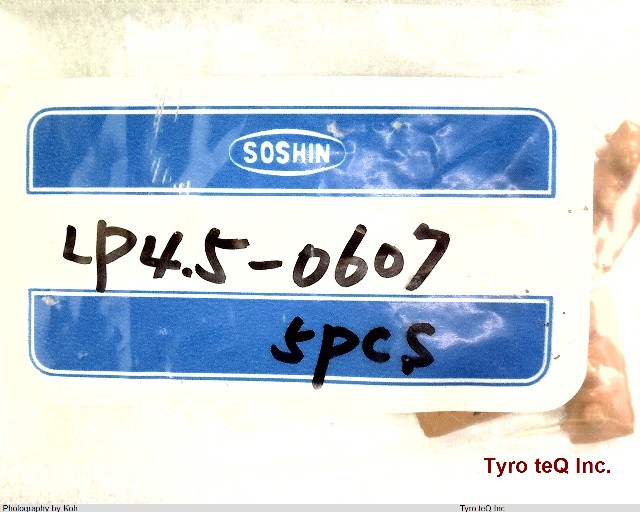 SOSHIN
LP4.5-0607
5pcs
Tyro teQ Inc.
Photography by Koh
Tyro teQ Inc